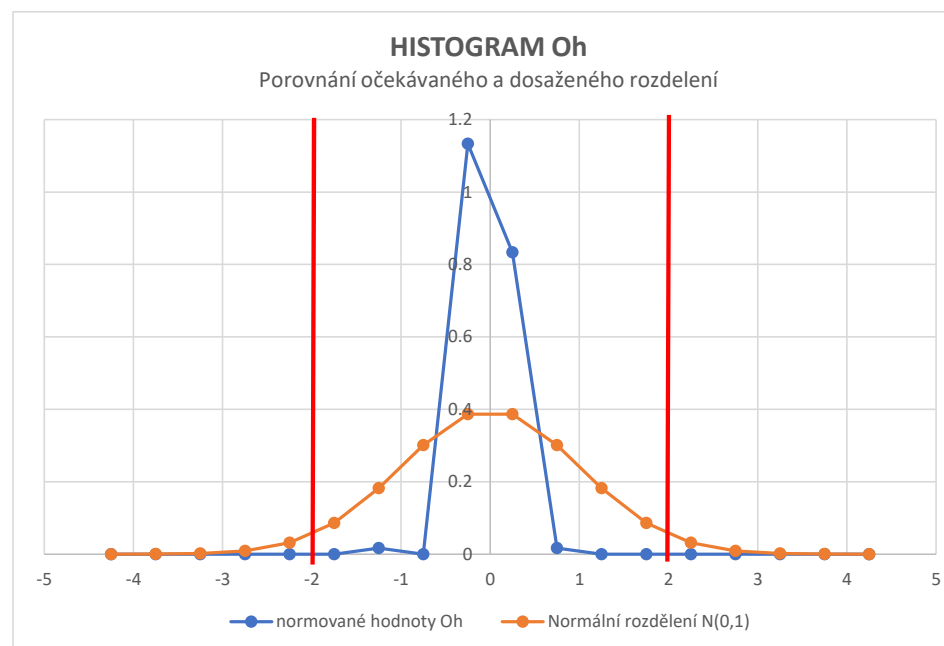 HISTOGRAM Oh
Porovnání očekávaného a dosaženého rozdelení
1.2
1
0.8
0.6
0.4
0.2
0
-5 -4 -3 -2 -1 0 1 2 3 4 5
normované hodnoty Oh Normální rozdělení N(0,1)